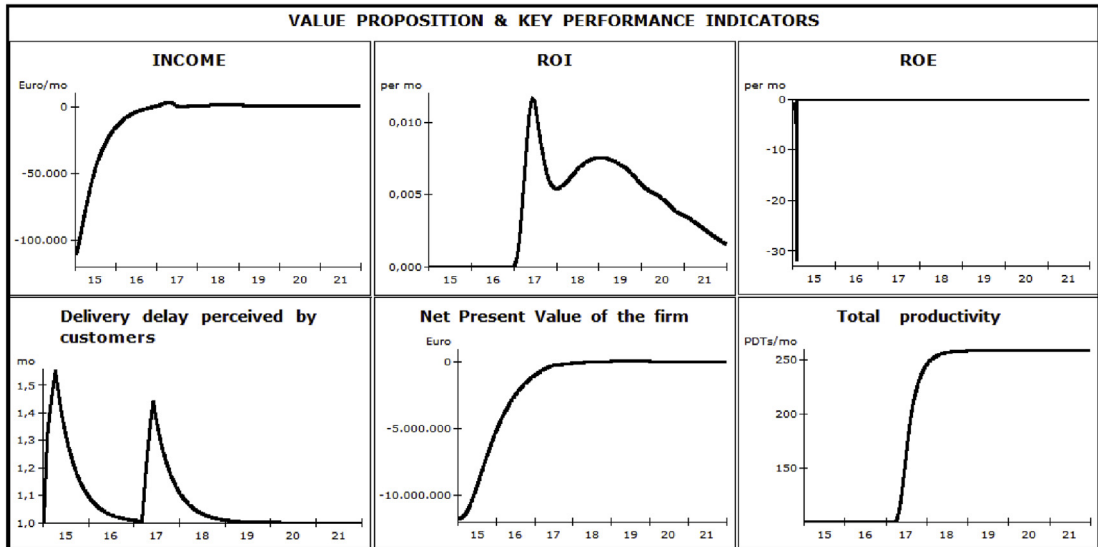 VALUE PROPOSITION & KEY PERFORMANCE INDICATORS
INCOME
Euro/mo
0
-50.000
-100.000
15 16 17 18 19 20 21
ROI
per mo
0,010
0,005
0,000
15 16 17 18 19 20 21
ROE
per mo
0
-10
-20
-30
15 16 17 18 19 20 21
Delivery delay perceived by
customers
mo
1,5
1,4
1,3
1,2
1,1
1,0
15 16 17 18 19 20 21
Net Present Value of the firm
Euro
0
-5.000.000
-10.000.000
15 16 17 18 19 20 21
Total productivity
PDTs/mo
250
200
150
15 16 17 18 19 20 21